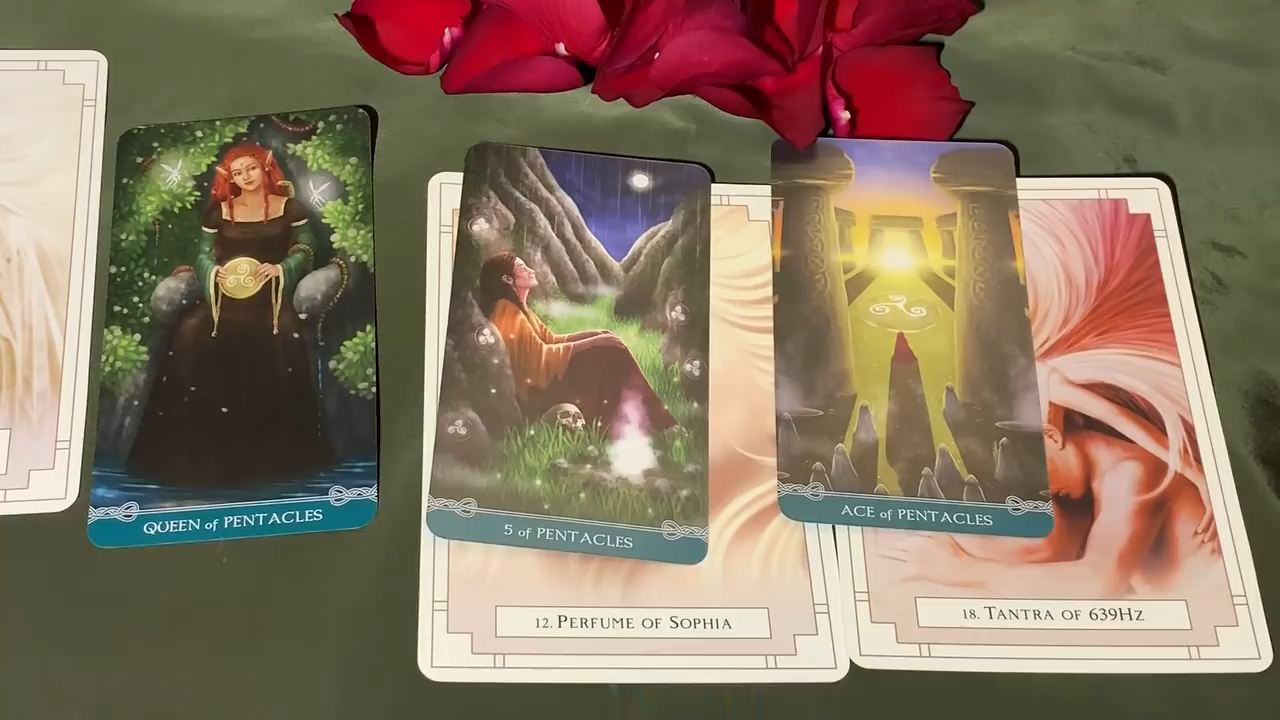 QUEEN of PENTACLES
5 of PENTACLES
ACE of PENTACLES
12. PERFUME OF SOPHIA
18. TANTRA OF 639HZ